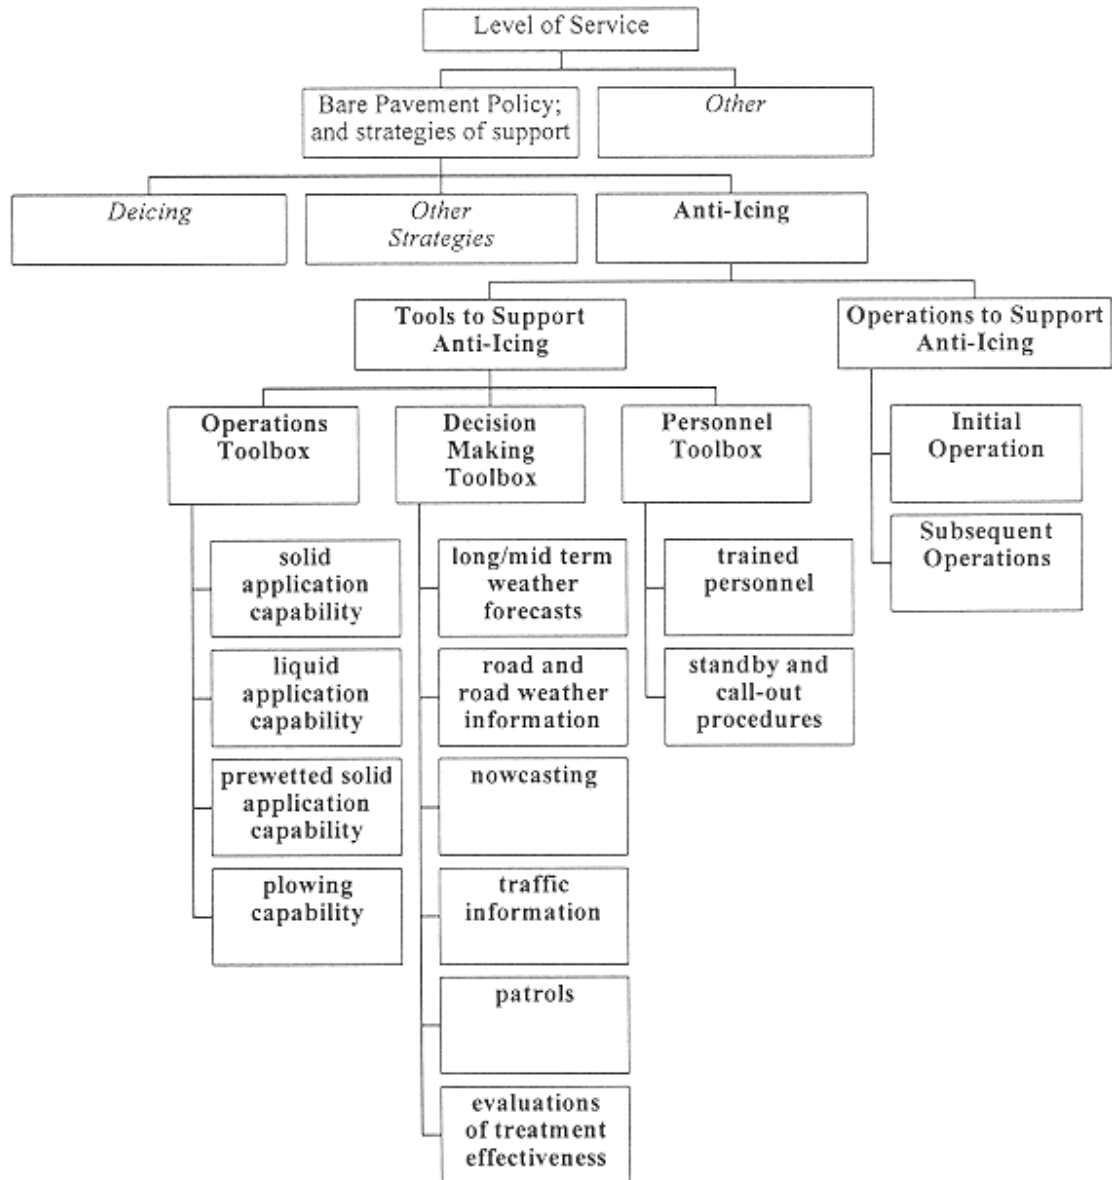 Level of Service
Bare Pavement Policy;
and strategies of support
Other
Deicing
Other
Strategies
Anti-Icing
Tools to Support
Anti-Icing
Operations to Support
Anti-Icing
Operations
Toolbox
Decision
Making
Toolbox
Personnel
Toolbox
Initial
Operation
Subsequent
Operations
solid
application
capability
liquid
application
capability
prewetted solid
application
capability
plowing
capability
long/mid term
weather
forecasts
road and
road weather
information
nowcasting
traffic
information
patrols
evaluations
of treatment
effectiveness
trained
personnel
standby and
call-out
procedures